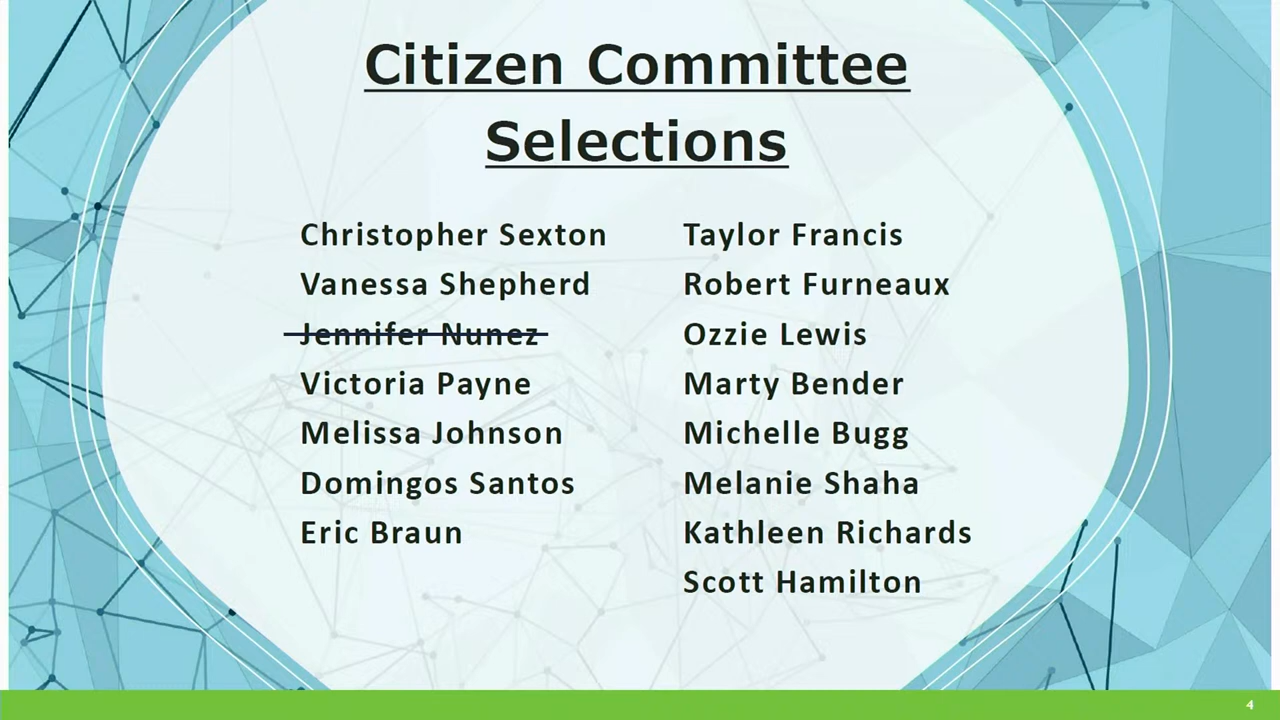 Citizen Committee
Selections
Christopher Sexton
Vanessa Shepherd
Jennifer Nunez
Victoria Payne
Melissa Johnson
Domingos Santos
Eric Braun
Taylor Francis
Robert Furneaux
Ozzie Lewis
Marty Bender
Michelle Bugg
Melanie Shaha
Kathleen Richards
Scott Hamilton
4